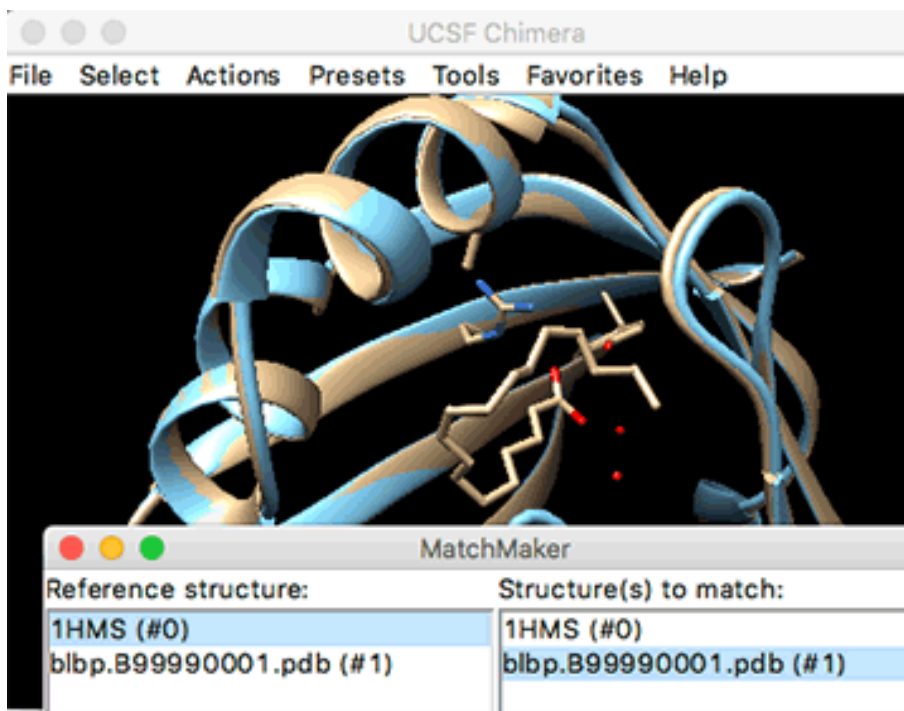 UCSF Chimera
File Select Actions Presets Tools Favorites Help
MatchMaker
Reference structure: Structure(s) to match:
1HMS (#0) 1HMS (#0)
blbp.B99990001.pdb (#1) blbp.B99990001.pdb (#1)